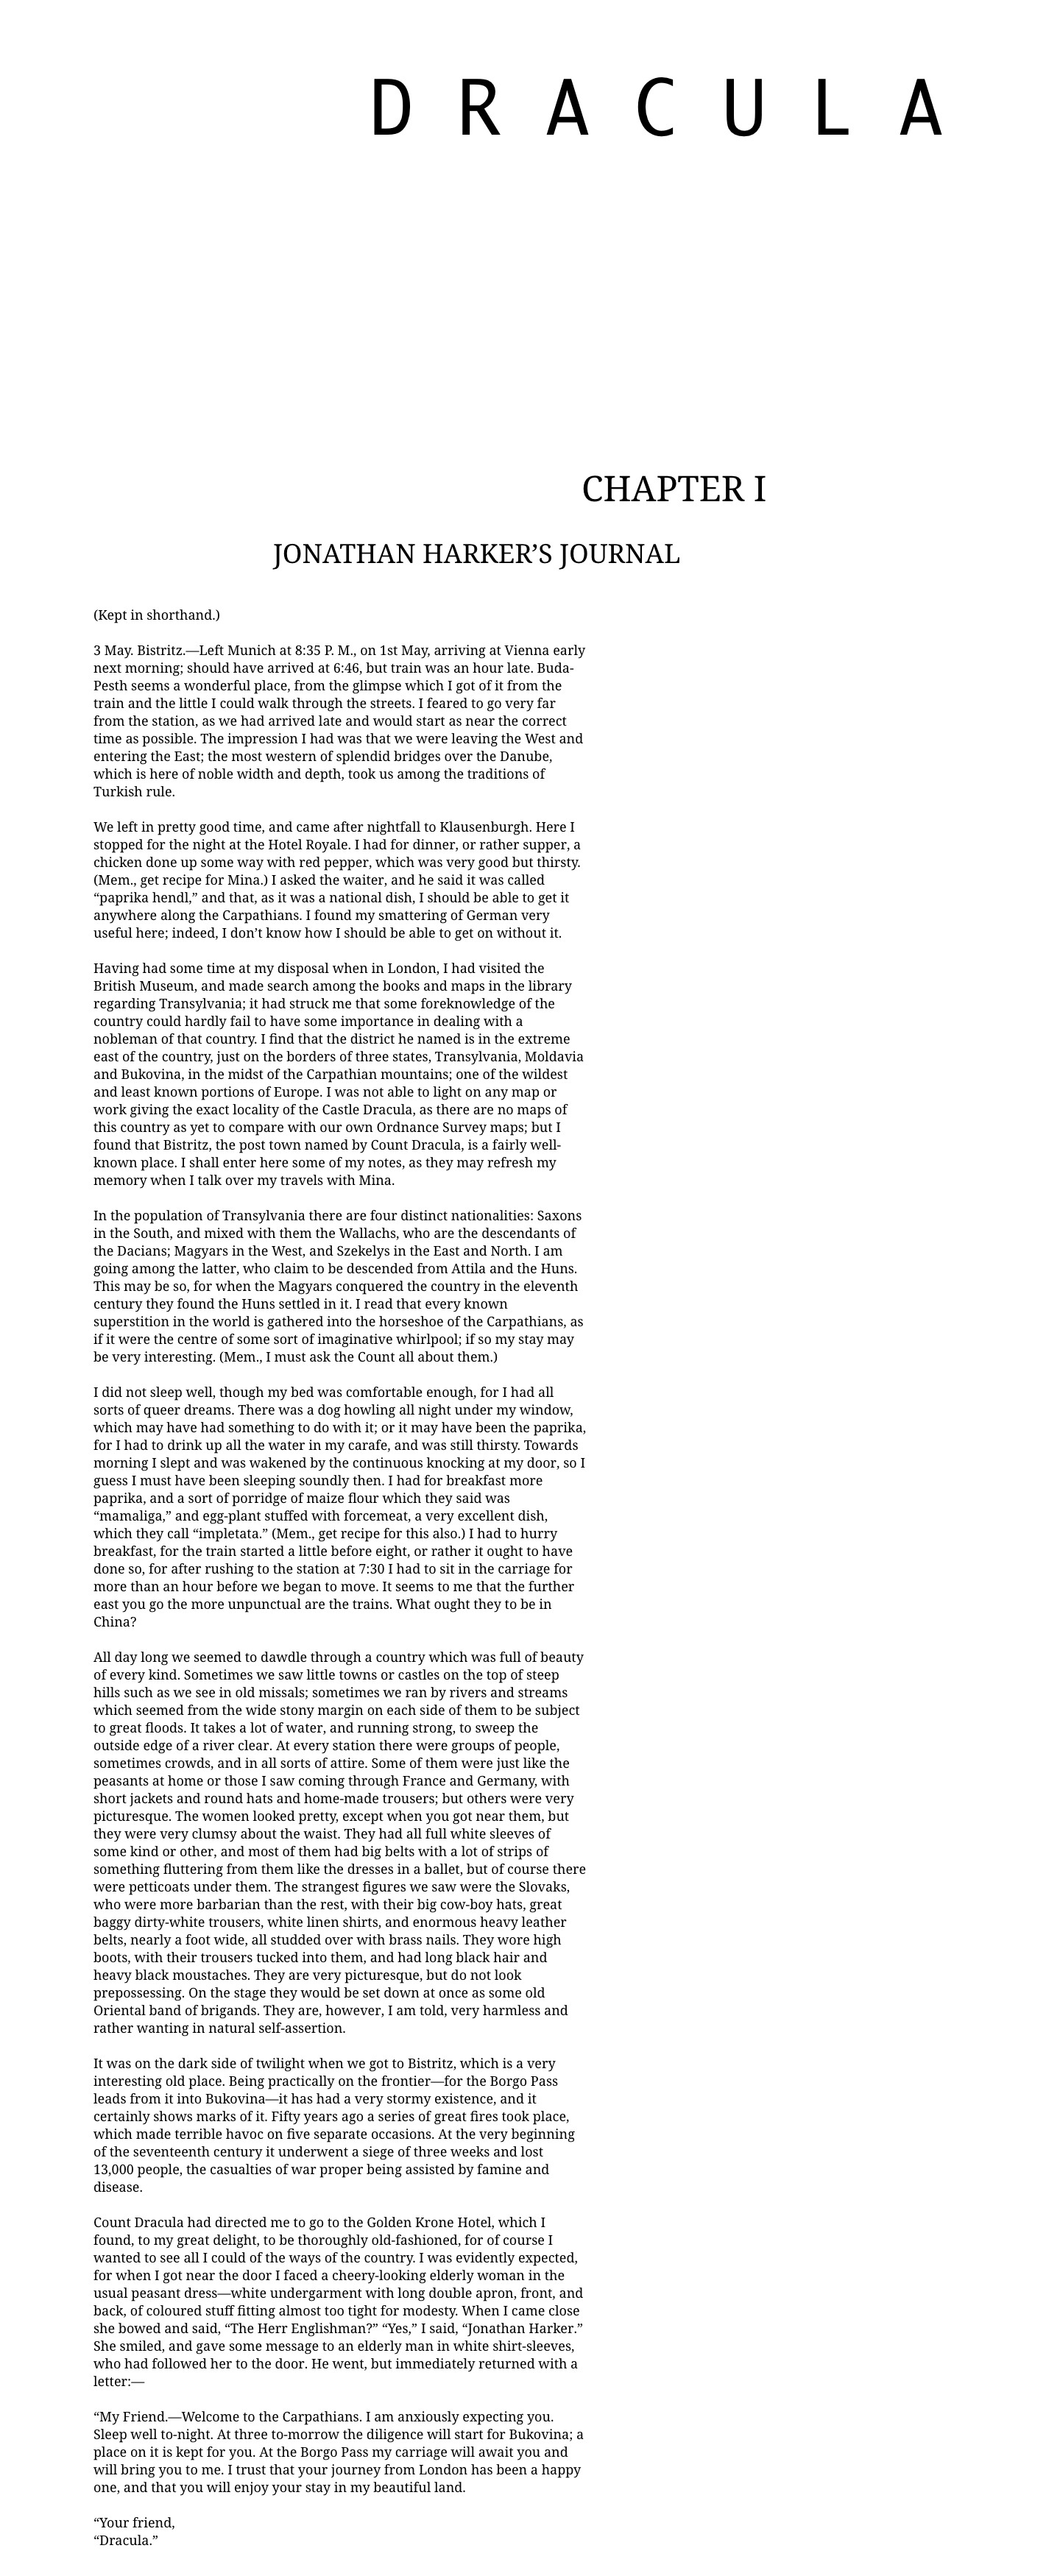 D R A C U L A
CHAPTER I
JONATHAN HARKER’S JOURNAL
(Kept in shorthand.)
3 May. Bistritz.—Left Munich at 8:35 P. M., on 1st May, arriving at Vienna early
next morning; should have arrived at 6:46, but train was an hour late. Buda-
Pesth seems a wonderful place, from the glimpse which I got of it from the
train and the little I could walk through the streets. I feared to go very far
from the station, as we had arrived late and would start as near the correct
time as possible. The impression I had was that we were leaving the West and
entering the East; the most western of splendid bridges over the Danube,
which is here of noble width and depth, took us among the traditions of
Turkish rule.
We left in pretty good time, and came after nightfall to Klausenburgh. Here I
stopped for the night at the Hotel Royale. I had for dinner, or rather supper, a
chicken done up some way with red pepper, which was very good but thirsty.
(Mem., get recipe for Mina.) I asked the waiter, and he said it was called
“paprika hendl,” and that, as it was a national dish, I should be able to get it
anywhere along the Carpathians. I found my smattering of German very
useful here; indeed, I don’t know how I should be able to get on without it.
Having had some time at my disposal when in London, I had visited the
British Museum, and made search among the books and maps in the library
regarding Transylvania; it had struck me that some foreknowledge of the
country could hardly fail to have some importance in dealing with a
nobleman of that country. I find that the district he named is in the extreme
east of the country, just on the borders of three states, Transylvania, Moldavia
and Bukovina, in the midst of the Carpathian mountains; one of the wildest
and least known portions of Europe. I was not able to light on any map or
work giving the exact locality of the Castle Dracula, as there are no maps of
this country as yet to compare with our own Ordnance Survey maps; but I
found that Bistritz, the post town named by Count Dracula, is a fairly well-
known place. I shall enter here some of my notes, as they may refresh my
memory when I talk over my travels with Mina.
In the population of Transylvania there are four distinct nationalities: Saxons
in the South, and mixed with them the Wallachs, who are the descendants of
the Dacians; Magyars in the West, and Szekelys in the East and North. I am
going among the latter, who claim to be descended from Attila and the Huns.
This may be so, for when the Magyars conquered the country in the eleventh
century they found the Huns settled in it. I read that every known
superstition in the world is gathered into the horseshoe of the Carpathians, as
if it were the centre of some sort of imaginative whirlpool; if so my stay may
be very interesting. (Mem., I must ask the Count all about them.)
I did not sleep well, though my bed was comfortable enough, for I had all
sorts of queer dreams. There was a dog howling all night under my window,
which may have had something to do with it; or it may have been the paprika,
for I had to drink up all the water in my carafe, and was still thirsty. Towards
morning I slept and was wakened by the continuous knocking at my door, so I
guess I must have been sleeping soundly then. I had for breakfast more
paprika, and a sort of porridge of maize flour which they said was
“mamaliga,” and egg-plant stuffed with forcemeat, a very excellent dish,
which they call “impletata.” (Mem., get recipe for this also.) I had to hurry
breakfast, for the train started a little before eight, or rather it ought to have
done so, for after rushing to the station at 7:30 I had to sit in the carriage for
more than an hour before we began to move. It seems to me that the further
east you go the more unpunctual are the trains. What ought they to be in
China?
All day long we seemed to dawdle through a country which was full of beauty
of every kind. Sometimes we saw little towns or castles on the top of steep
hills such as we see in old missals; sometimes we ran by rivers and streams
which seemed from the wide stony margin on each side of them to be subject
to great floods. It takes a lot of water, and running strong, to sweep the
outside edge of a river clear. At every station there were groups of people,
sometimes crowds, and in all sorts of attire. Some of them were just like the
peasants at home or those I saw coming through France and Germany, with
short jackets and round hats and home-made trousers; but others were very
picturesque. The women looked pretty, except when you got near them, but
they were very clumsy about the waist. They had all full white sleeves of
some kind or other, and most of them had big belts with a lot of strips of
something fluttering from them like the dresses in a ballet, but of course there
were petticoats under them. The strangest figures we saw were the Slovaks,
who were more barbarian than the rest, with their big cow-boy hats, great
baggy dirty-white trousers, white linen shirts, and enormous heavy leather
belts, nearly a foot wide, all studded over with brass nails. They wore high
boots, with their trousers tucked into them, and had long black hair and
heavy black moustaches. They are very picturesque, but do not look
prepossessing. On the stage they would be set down at once as some old
Oriental band of brigands. They are, however, I am told, very harmless and
rather wanting in natural self-assertion.
It was on the dark side of twilight when we got to Bistritz, which is a very
interesting old place. Being practically on the frontier—for the Borgo Pass
leads from it into Bukovina—it has had a very stormy existence, and it
certainly shows marks of it. Fifty years ago a series of great fires took place,
which made terrible havoc on five separate occasions. At the very beginning
of the seventeenth century it underwent a siege of three weeks and lost
13,000 people, the casualties of war proper being assisted by famine and
disease.
Count Dracula had directed me to go to the Golden Krone Hotel, which I
found, to my great delight, to be thoroughly old-fashioned, for of course I
wanted to see all I could of the ways of the country. I was evidently expected,
for when I got near the door I faced a cheery-looking elderly woman in the
usual peasant dress—white undergarment with long double apron, front, and
back, of coloured stuff fitting almost too tight for modesty. When I came close
she bowed and said, “The Herr Englishman?” “Yes,” I said, “Jonathan Harker.”
She smiled, and gave some message to an elderly man in white shirt-sleeves,
who had followed her to the door. He went, but immediately returned with a
letter:—
“My Friend.—Welcome to the Carpathians. I am anxiously expecting you.
Sleep well to-night. At three to-morrow the diligence will start for Bukovina; a
place on it is kept for you. At the Borgo Pass my carriage will await you and
will bring you to me. I trust that your journey from London has been a happy
one, and that you will enjoy your stay in my beautiful land.
“Your friend,
“Dracula.”